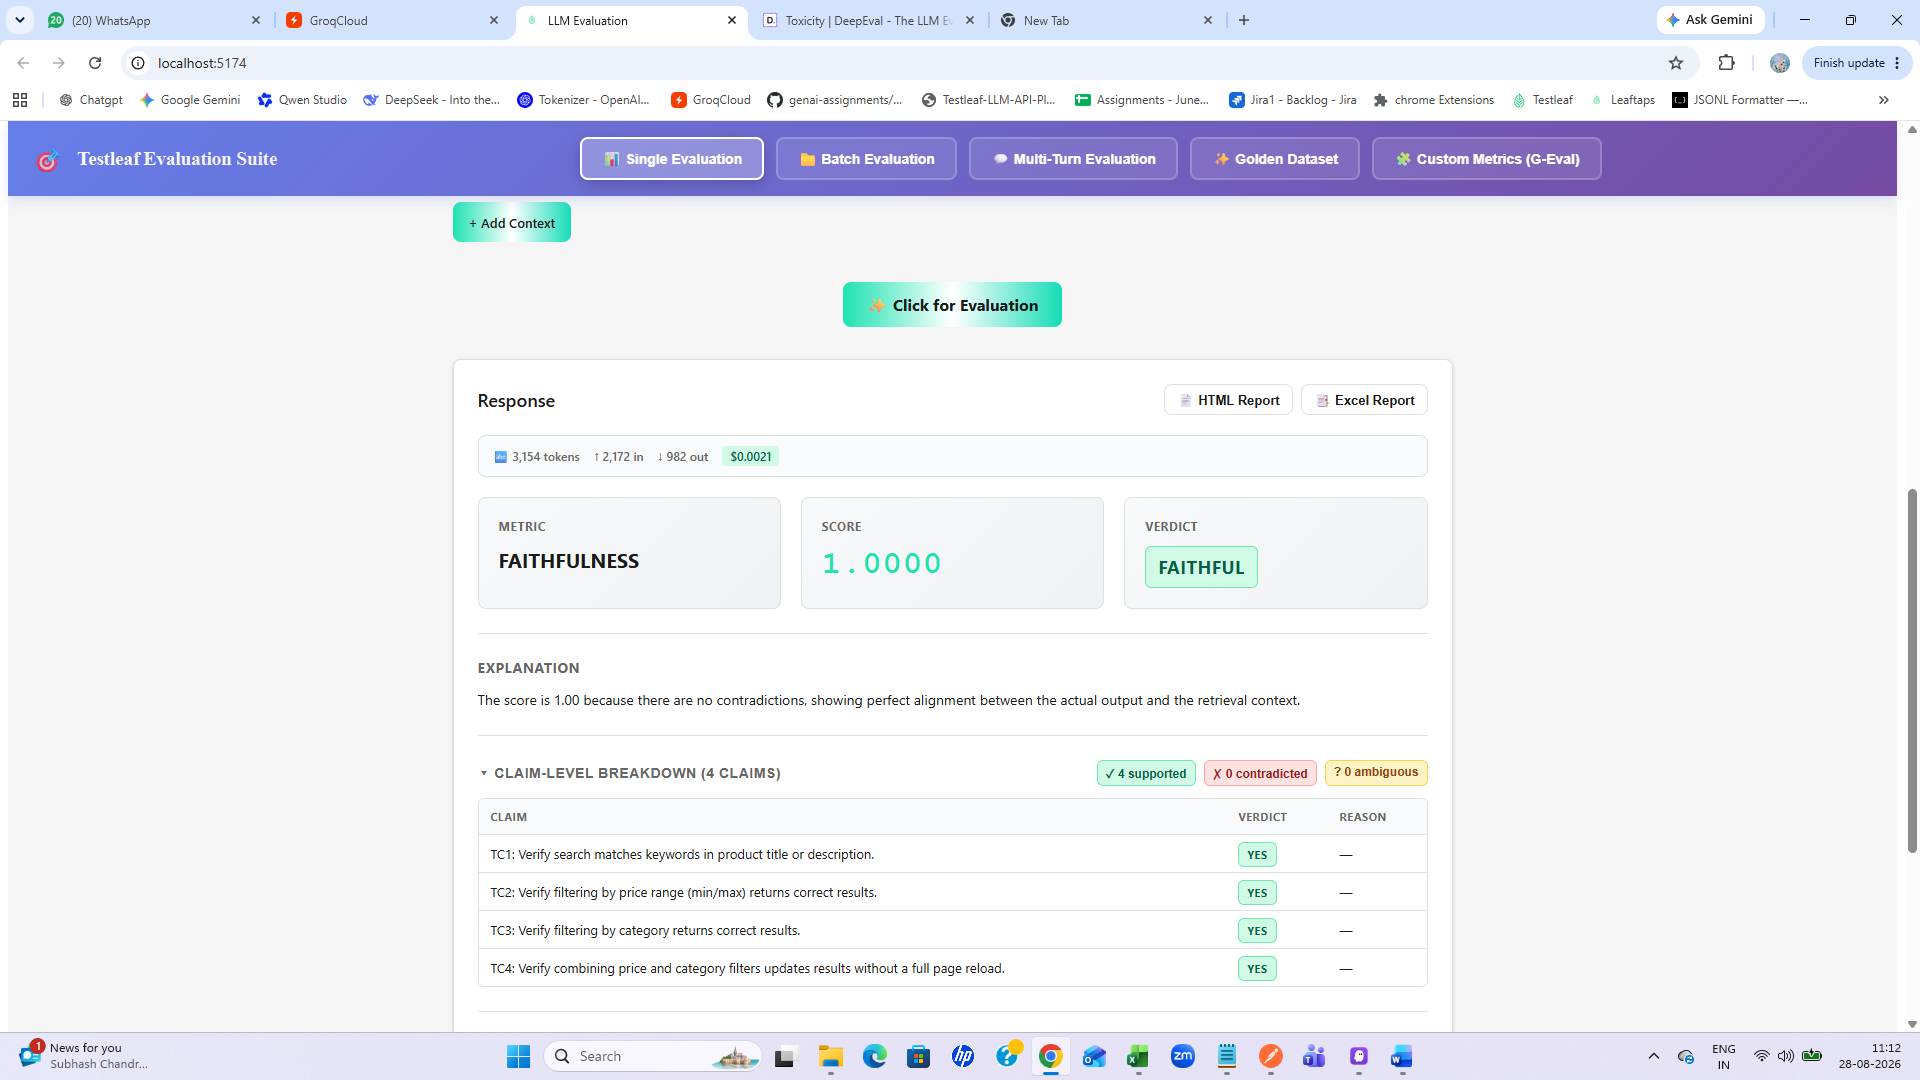 20 (20) WhatsApp
GroqCloud
LLM Evaluation
D. Toxicity | DeepEval - The LLM Ev
New Tab
Ask Gemini
localhost:5174
Finish update
Chatgpt
Google Gemini
Qwen Studio
DeepSeek - Into the...
Tokenizer - OpenAI...
GroqCloud
genai-assignments/...
Testleaf-LLM-API-Pl...
Assignments - June...
Jira1 - Backlog - Jira
chrome Extensions
Testleaf
Leaftaps
JSONL Formatter —...
Testleaf Evaluation Suite
Single Evaluation
Batch Evaluation
Multi-Turn Evaluation
Golden Dataset
Custom Metrics (G-Eval)
+ Add Context
✨ Click for Evaluation
Response
HTML Report
Excel Report
3,154 tokens ↑ 2,172 in ↓ 982 out $0.0021
METRIC
FAITHFULNESS
SCORE
1.0000
VERDICT
FAITHFUL
EXPLANATION
The score is 1.00 because there are no contradictions, showing perfect alignment between the actual output and the retrieval context.
▾ CLAIM-LEVEL BREAKDOWN (4 CLAIMS)
✓ 4 supported
✗ 0 contradicted
? 0 ambiguous
CLAIM VERDICT REASON
TC1: Verify search matches keywords in product title or description. YES —
TC2: Verify filtering by price range (min/max) returns correct results. YES —
TC3: Verify filtering by category returns correct results. YES —
TC4: Verify combining price and category filters updates results without a full page reload. YES —
1
News for you
Subhash Chandr...
Search
hp
zm
ENG
IN
11:12
28-08-2026